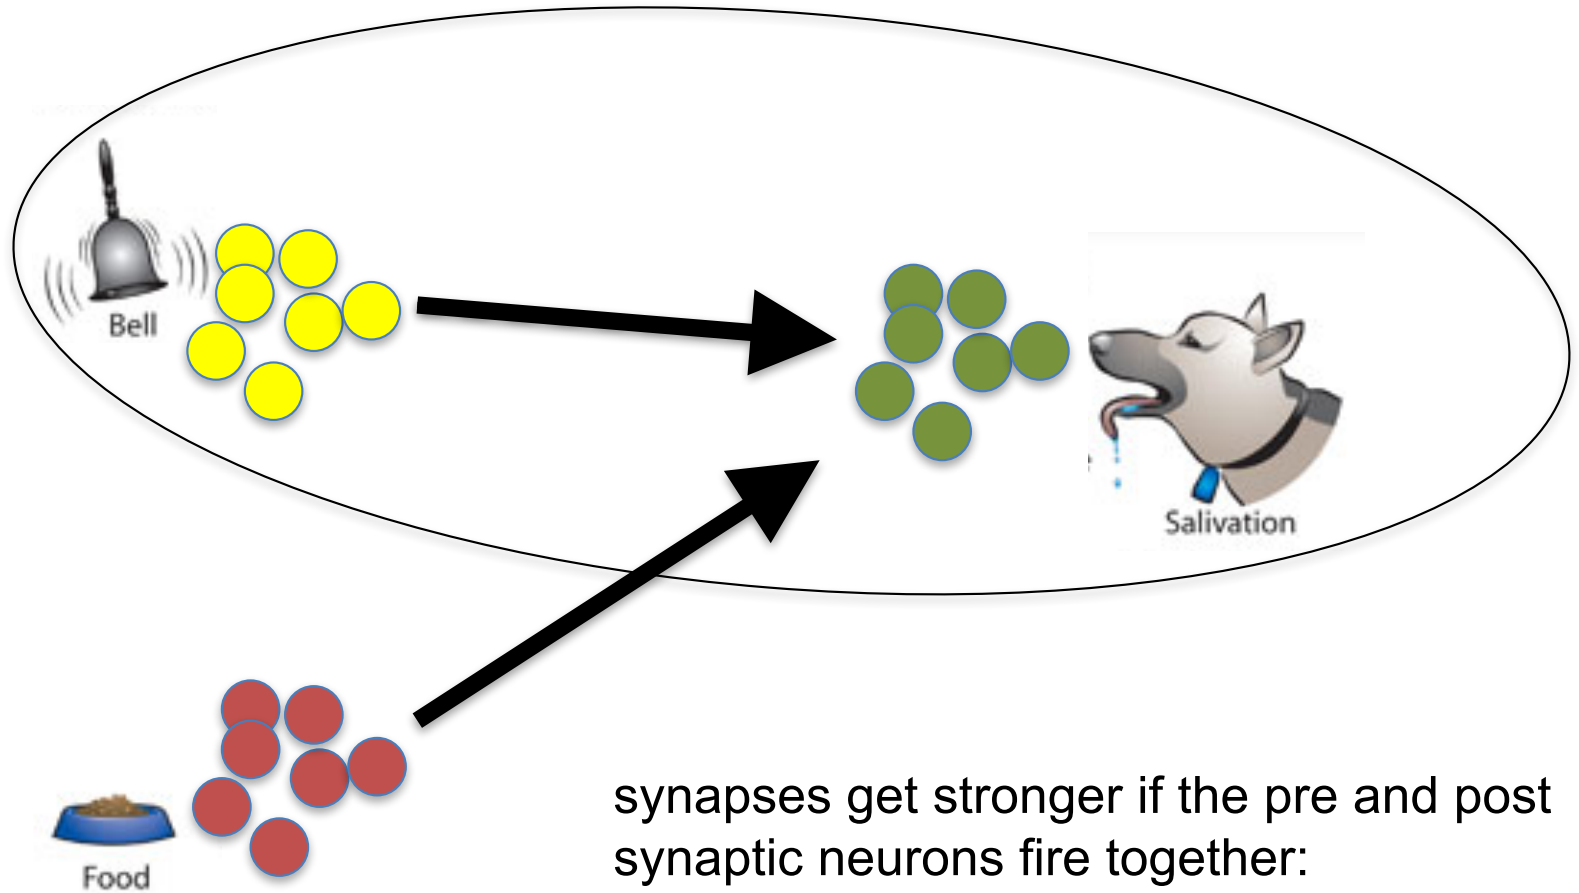 Bell
Salivation
Food
synapses get stronger if the pre and post
synaptic neurons fire together: